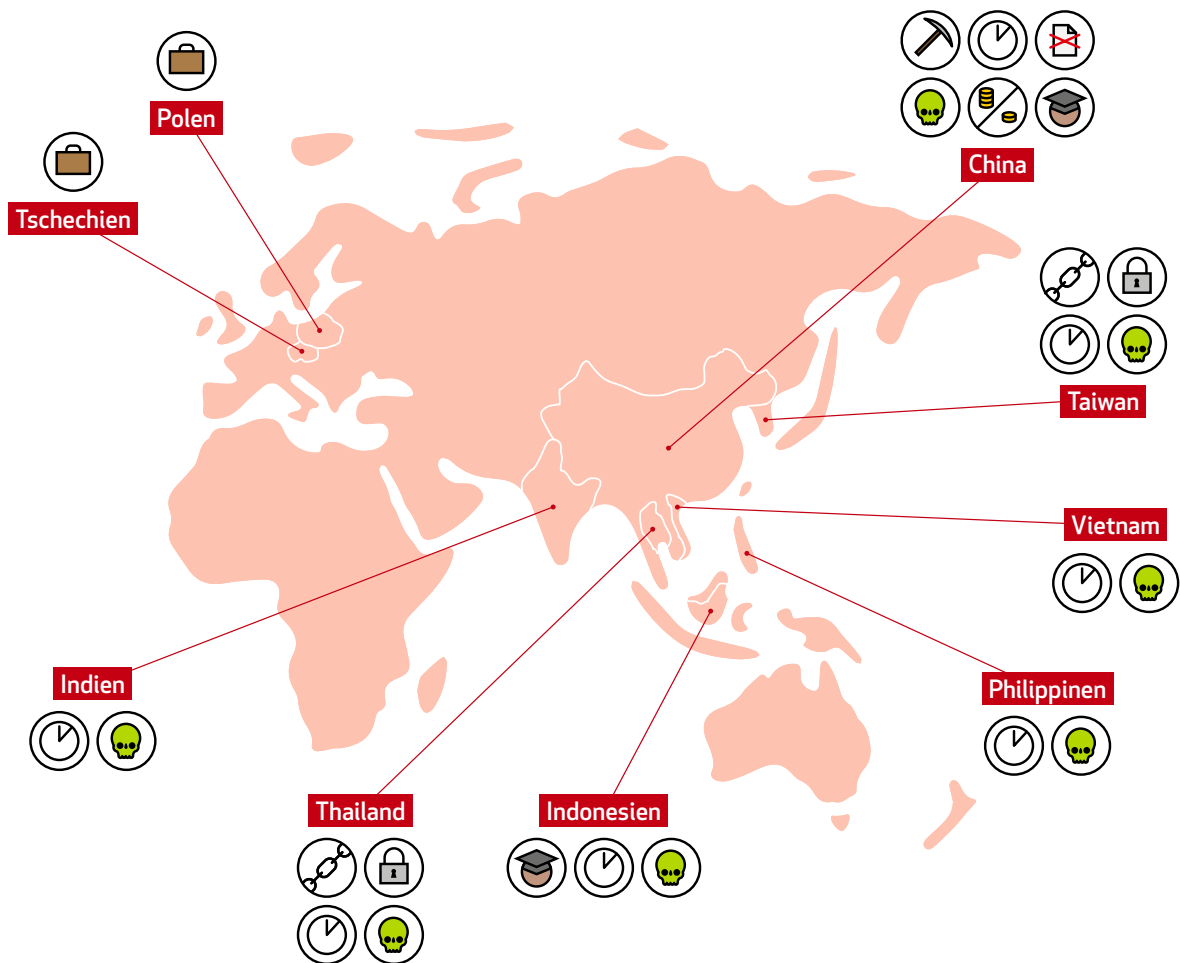 Polen
China
Tschechien
Taiwan
Vietnam
Indien
Philippinen
Thailand
Indonesien